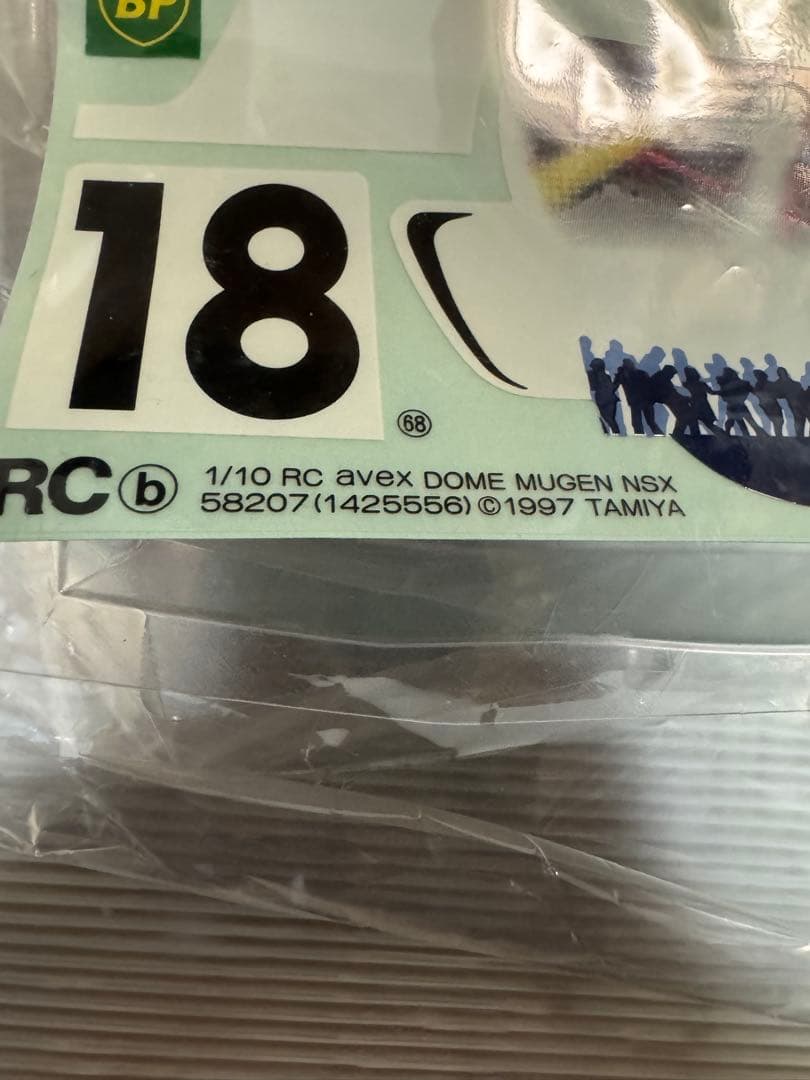 BP
18
68
RC b
1/10 RC avex DOME MUGEN NSX
58207(1425556)©1997 TAMIYA